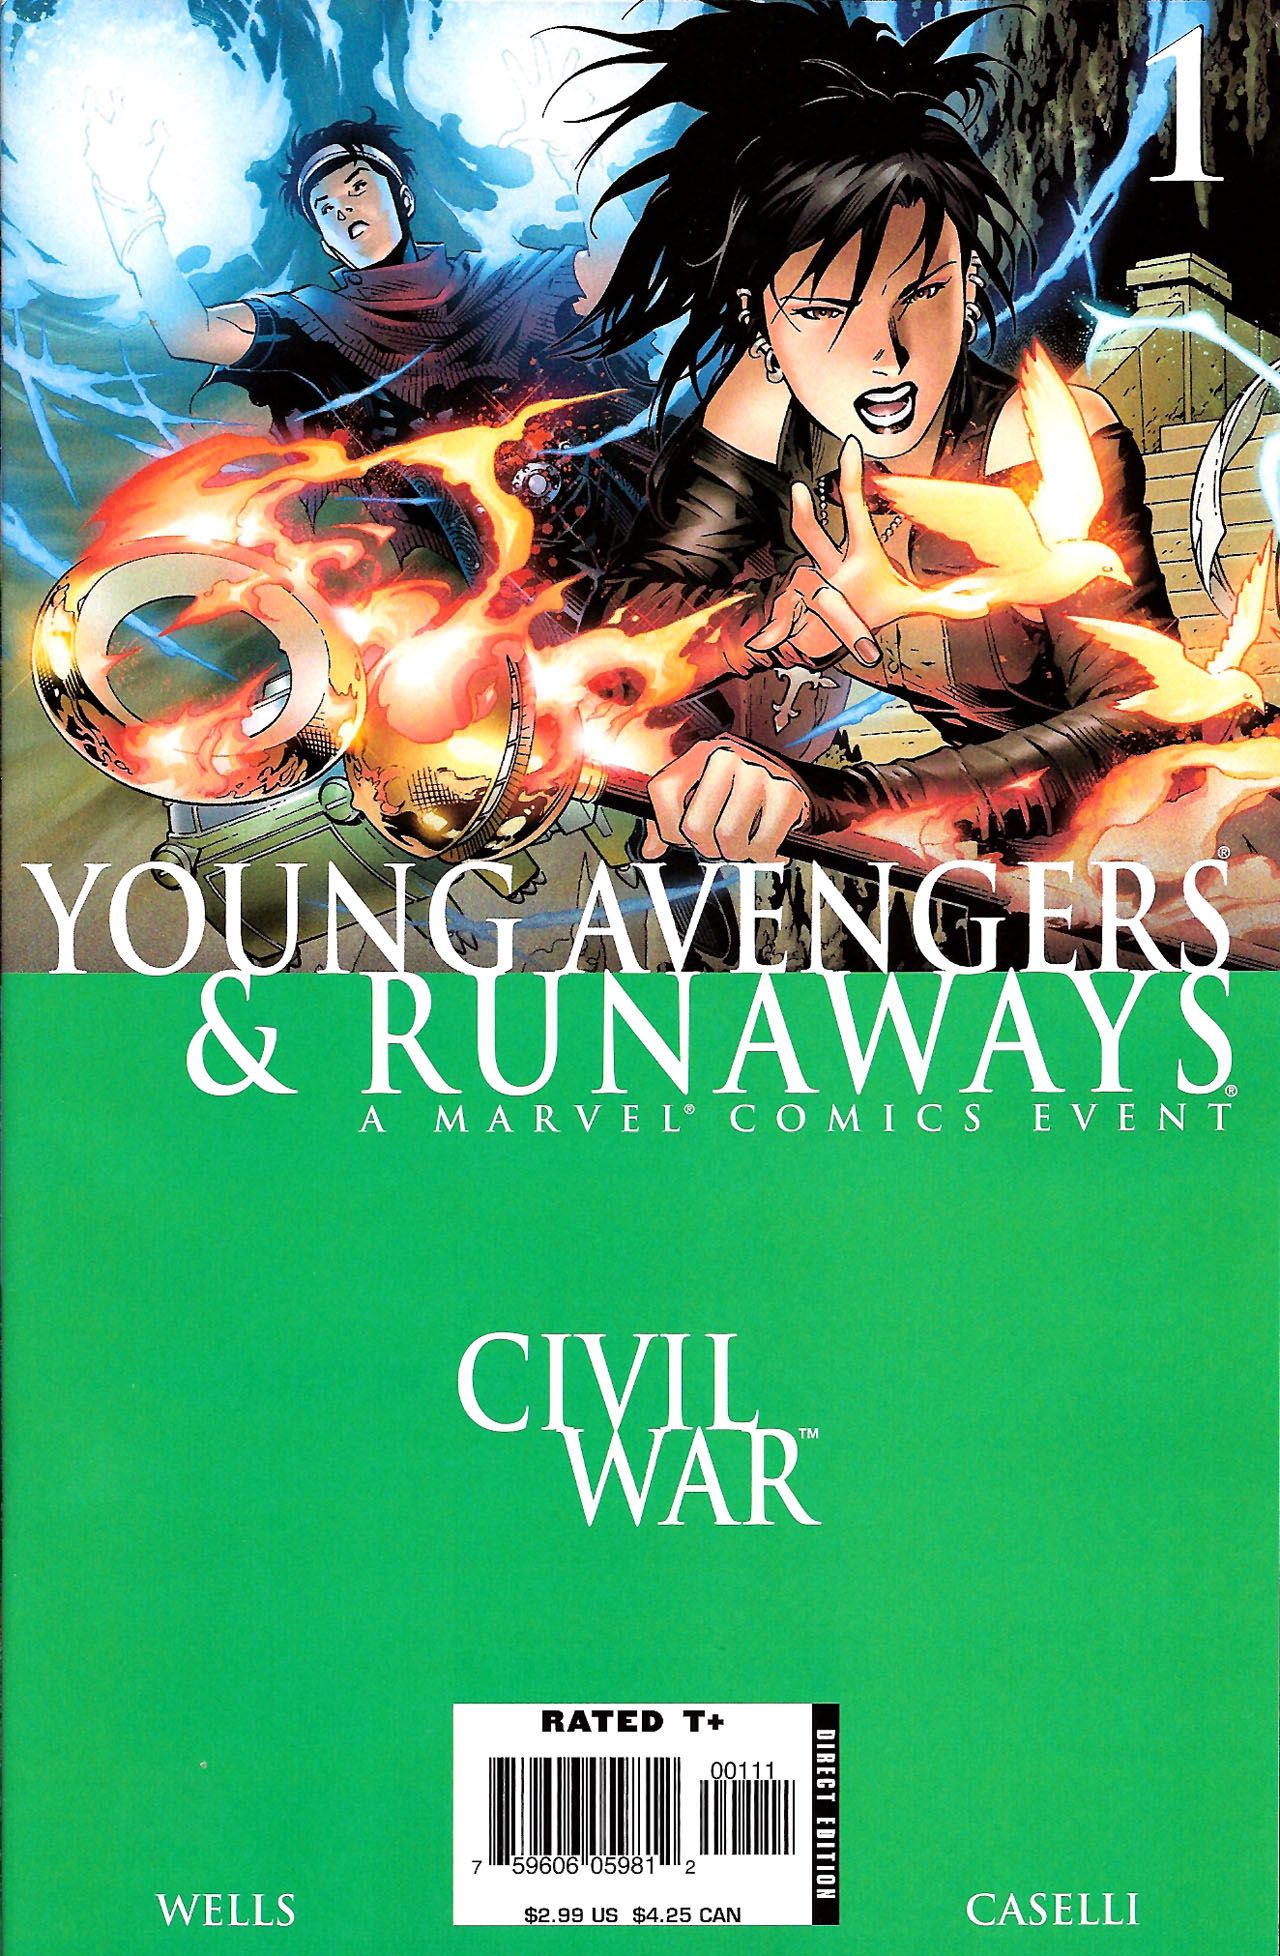 1
YOUNG AVENGERS®
& RUNAWAYS®
A MARVEL® COMICS EVENT
CIVIL
WAR™
RATED T+
00111
7 59606 05981 2
DIRECT EDITION
$2.99 US $4.25 CAN
WELLS
CASELLI